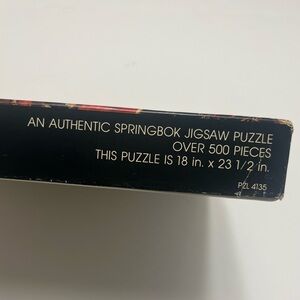 AN AUTHENTIC SPRINGBOK JIGSAW PUZZLE
OVER 500 PIECES
THIS PUZZLE IS 18 in. x 23 1/2 in.
PZL 4135